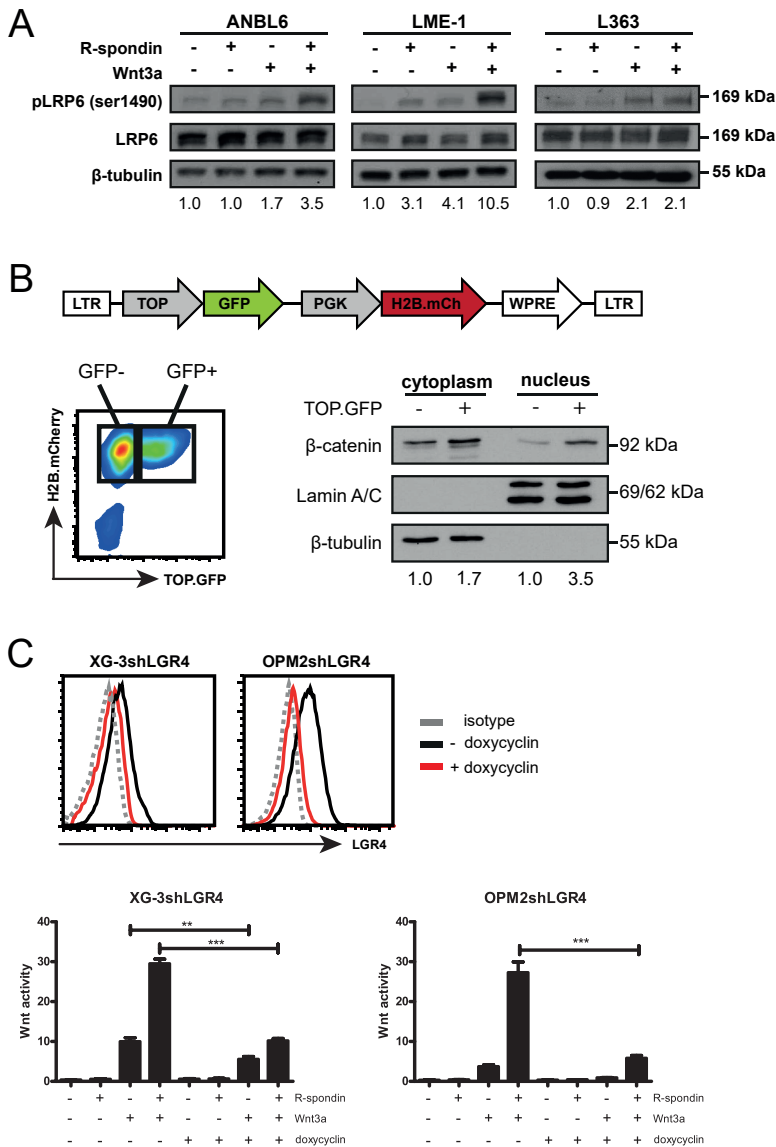 A
ANBL6 LME-1 L363
R-spondin - + - + - + - + - + - +
Wnt3a - - + + - - + + - - + +
pLRP6 (ser1490) 169 kDa
LRP6 169 kDa
β-tubulin 55 kDa
1.0 1.0 1.7 3.5 1.0 3.1 4.1 10.5 1.0 0.9 2.1 2.1
B
LTR TOP GFP PGK H2B.mCh WPRE LTR
GFP- GFP+
H2B.mCherry
TOP.GFP
cytoplasm nucleus
TOP.GFP - + - +
β-catenin 92 kDa
Lamin A/C 69/62 kDa
β-tubulin 55 kDa
1.0 1.7 1.0 3.5
C
XG-3shLGR4 OPM2shLGR4
isotype
- doxycyclin
+ doxycyclin
LGR4
XG-3shLGR4
Wnt activity
40
30
20
10
0
**
***
- + - + - + - + R-spondin
- - + + - - + + Wnt3a
- - - - + + + + doxycyclin
OPM2shLGR4
Wnt activity
40
30
20
10
0
***
- + - + - + - + R-spondin
- - + + - - + + Wnt3a
- - - - + + + + doxycyclin